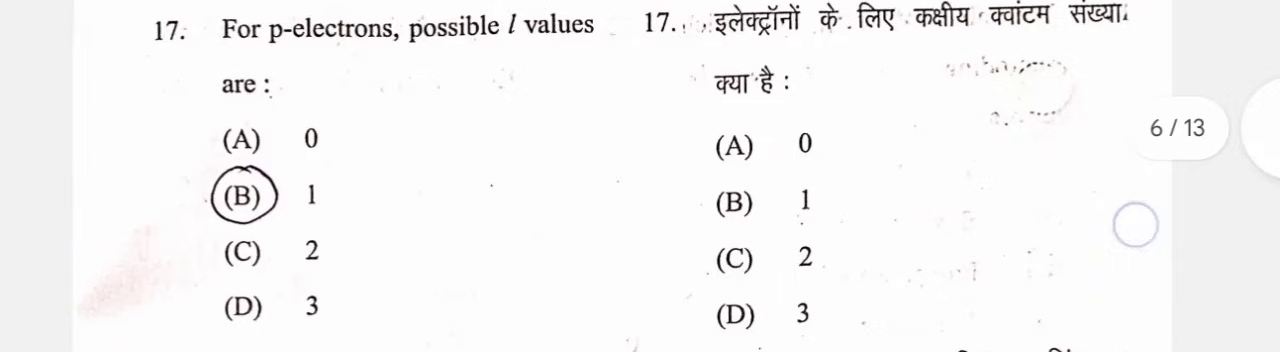 17. For p-electrons, possible l values
are :
(A) 0
(B) 1
(C) 2
(D) 3
17. इलेक्ट्रॉनों के लिए कक्षीय क्वांटम संख्या
क्या है :
(A) 0
(B) 1
(C) 2
(D) 3
6 / 13